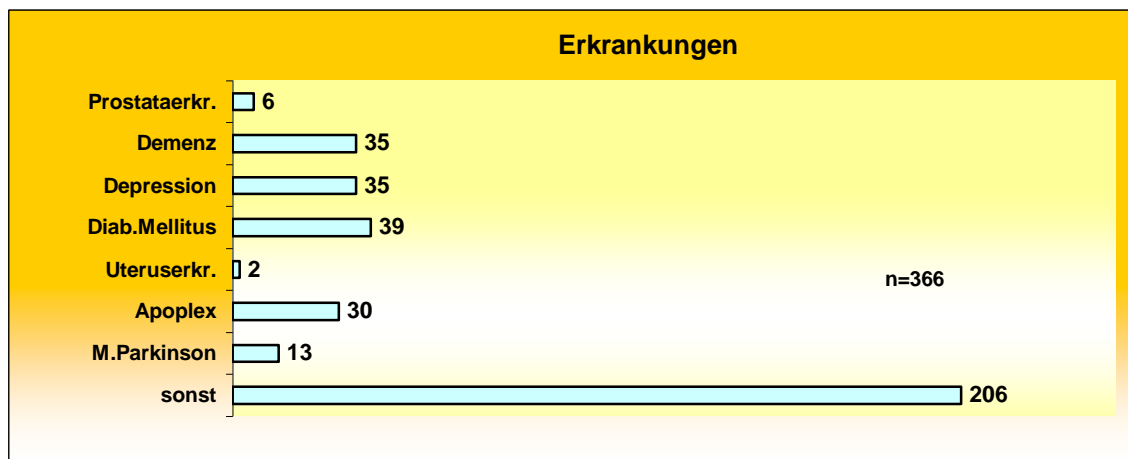 Erkrankungen
Prostataerkr. 6
Demenz 35
Depression 35
Diab.Mellitus 39
Uteruserkr. 2
n=366
Apoplex 30
M.Parkinson 13
sonst 206